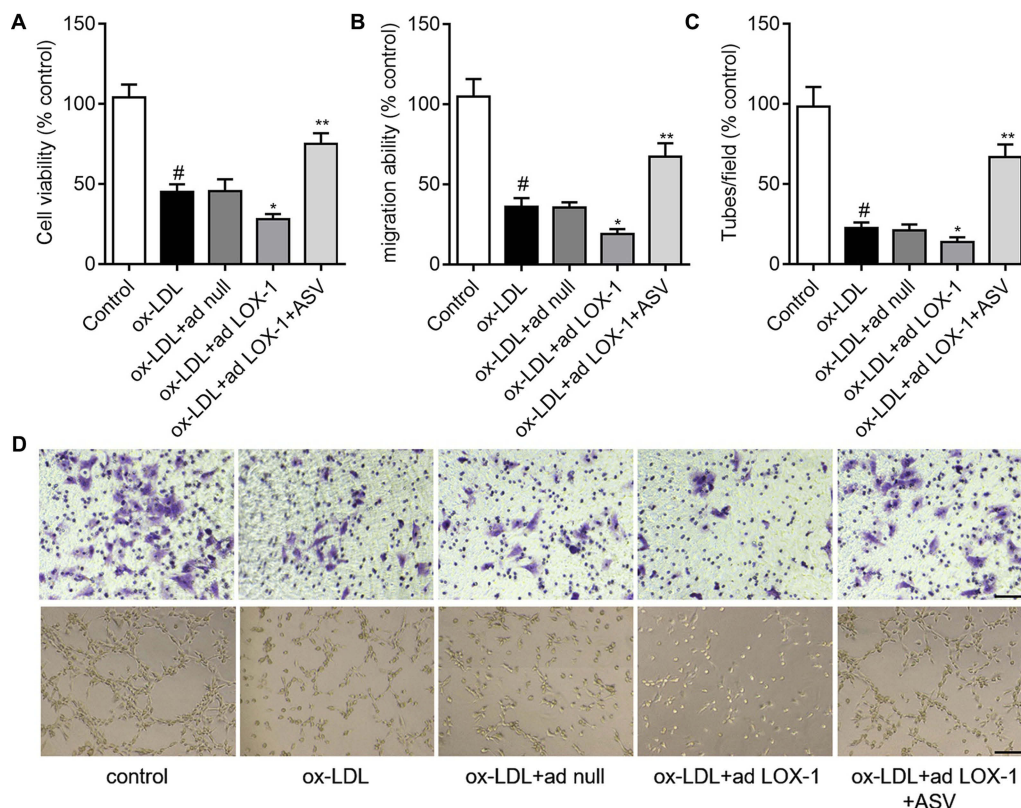 A
Cell viability (% control)
150
100
50
0
#
*
**
Control
ox-LDL
ox-LDL+ad null
ox-LDL+ad LOX-1
ox-LDL+ad LOX-1+ASV
B
migration ability (% control)
150
100
50
0
#
*
**
Control
ox-LDL
ox-LDL+ad null
ox-LDL+ad LOX-1
ox-LDL+ad LOX-1+ASV
C
Tubes/field (% control)
150
100
50
0
#
*
**
Control
ox-LDL
ox-LDL+ad null
ox-LDL+ad LOX-1
ox-LDL+ad LOX-1+ASV
D
control
ox-LDL
ox-LDL+ad null
ox-LDL+ad LOX-1
ox-LDL+ad LOX-1
+ASV